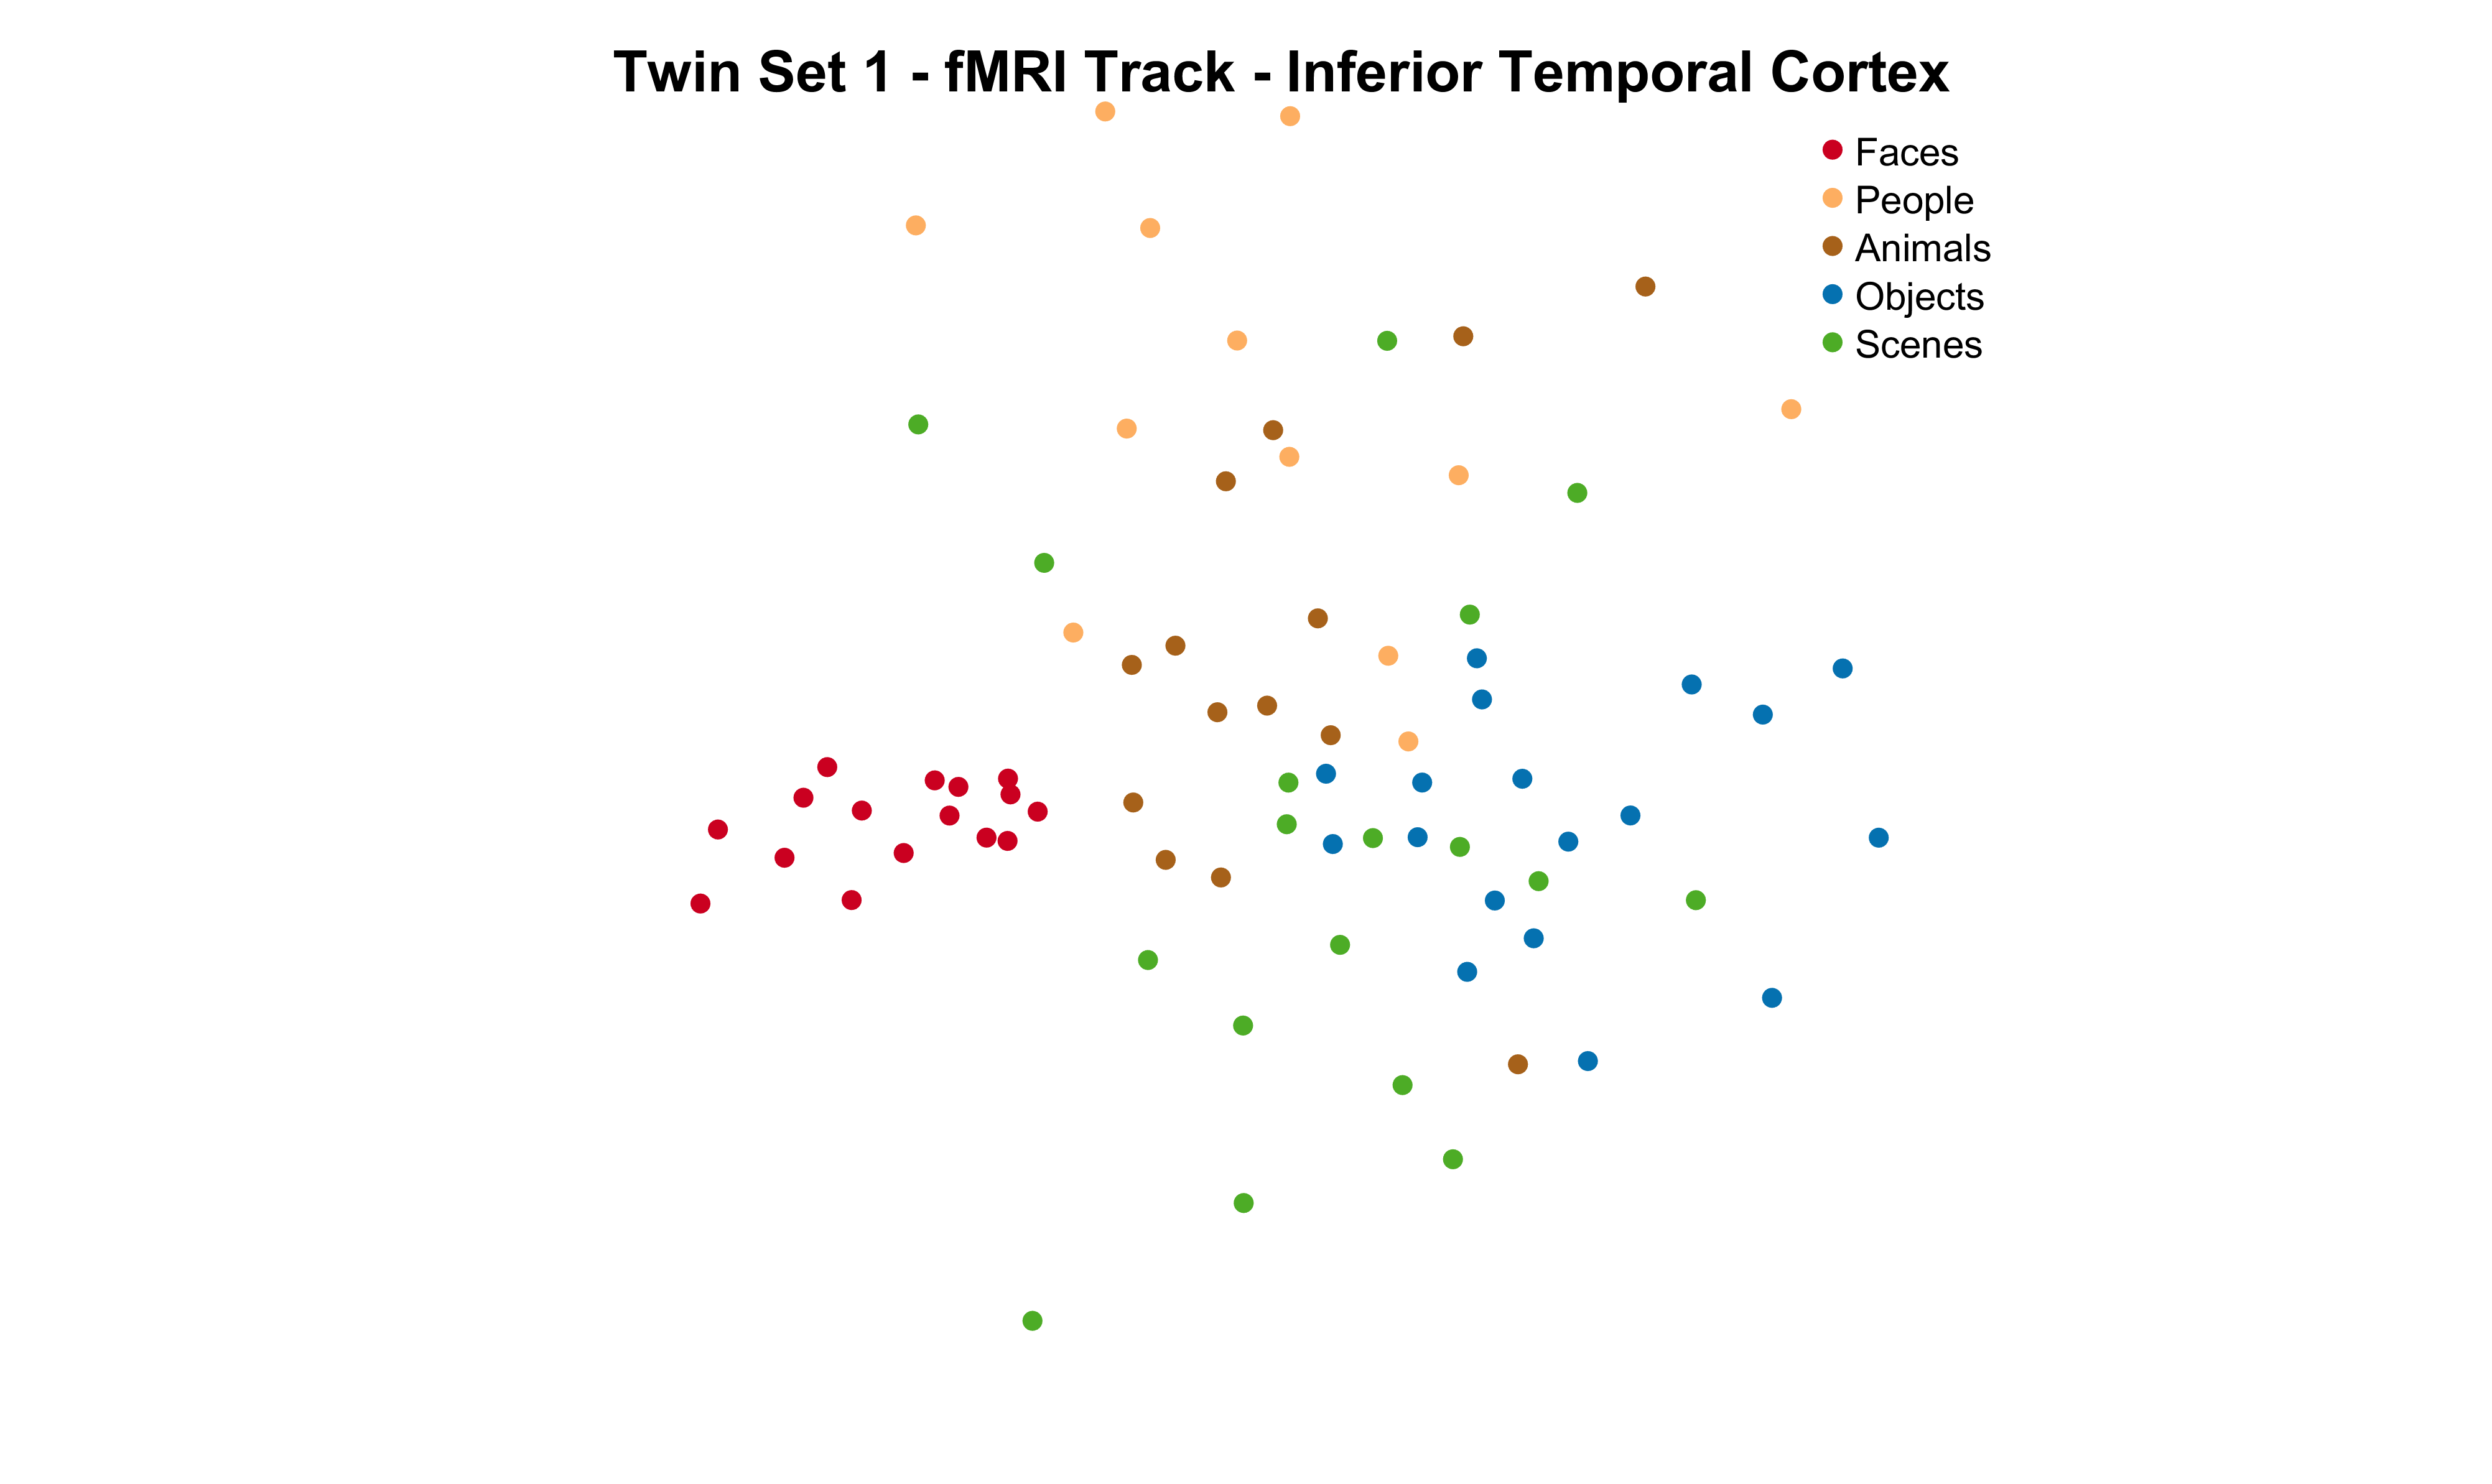 Twin Set 1 - fMRI Track - Inferior Temporal Cortex
Faces
People
Animals
Objects
Scenes